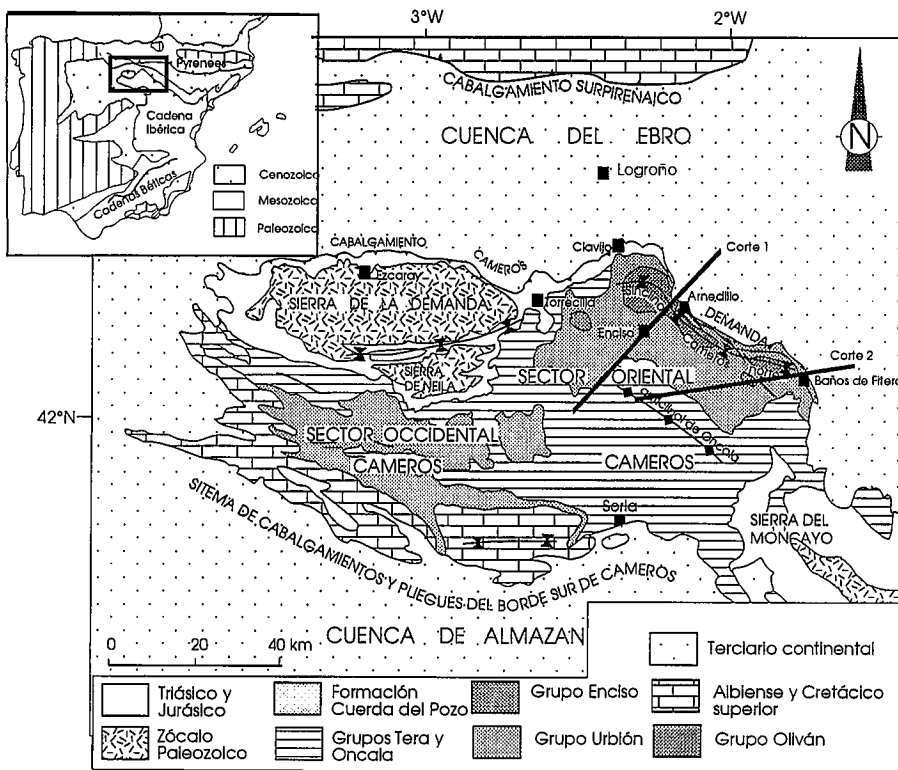 3°W
2°W
Pyrenees
Cadena
Ibérica
Cadenas Béticas
Cenozoico
Mesozoico
Paleozoico
CABALGAMIENTO SURPIRENAICO
CUENCA DEL EBRO
N
Logroño
CABALGAMIENTO
CAMEROS
Clavijo
Corte 1
Ezcaray
SIERRA DE LA DEMANDA
Torrecilla
Arnedillo
DEMANDA
Enciso
Cameros
SIERRA
DE NEILA
SECTOR ORIENTAL
Corte 2
Baños de Fitero
42°N
de Oncala
SECTOR OCCIDENTAL
CAMEROS
CAMEROS
Soria
SIERRA DEL
MONCAYO
SITEMA DE CABALGAMIENTOS Y PLIEGUES DEL BORDE SUR DE CAMEROS
0 20 40 km
CUENCA DE ALMAZAN
Terciario continental
Triásico y
Jurásico
Formación
Cuerda del Pozo
Grupo Enciso
Albiense y Cretácico
superior
Zócalo
Paleozoico
Grupos Tera y
Oncala
Grupo Urbión
Grupo Oliván